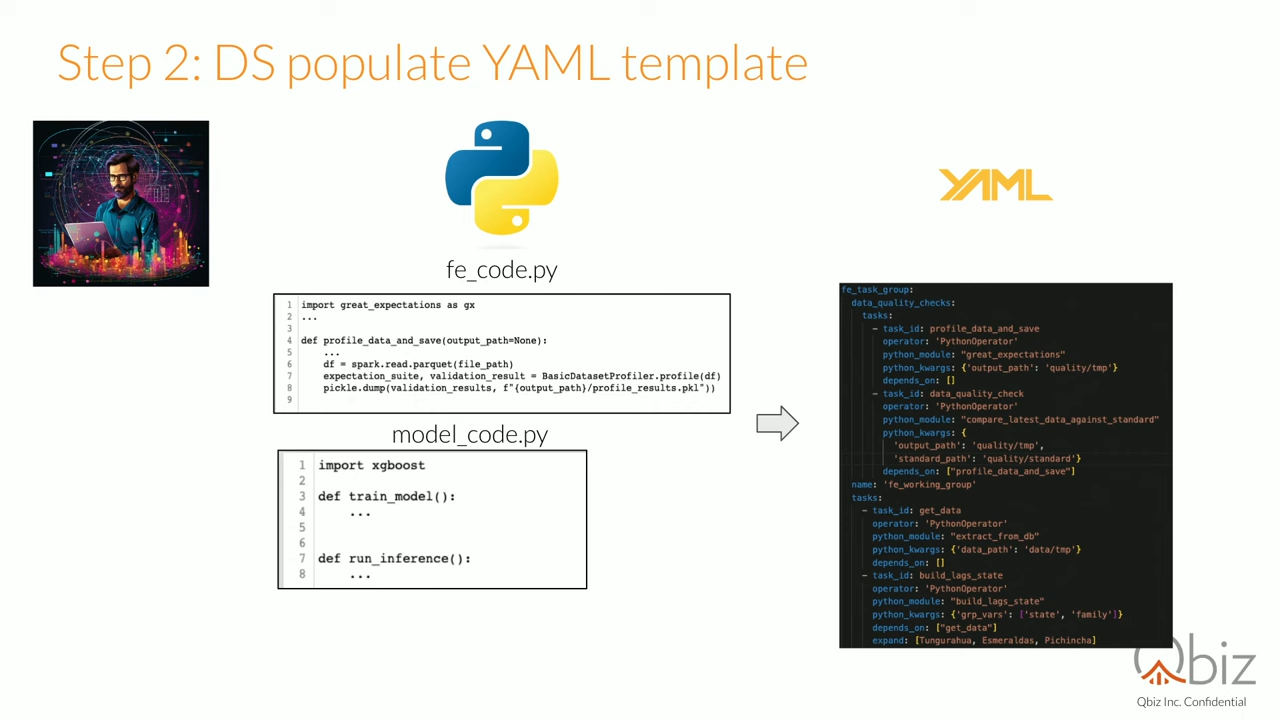 Step 2: DS populate YAML template
YAML
fe_code.py
1 import great_expectations as gx
2 ...
3
4 def profile_data_and_save(output_path=None):
5 ...
6 df = spark.read.parquet(file_path)
7 expectation_suite, validation_result = BasicDatasetProfiler.profile(df)
8 pickle.dump(validation_results, f"{output_path}/profile_results.pkl"))
9
model_code.py
1 import xgboost
2
3 def train_model():
4 ...
5
6
7 def run_inference():
8 ...
fe_task_group:
data_quality_checks:
tasks:
- task_id: profile_data_and_save
operator: 'PythonOperator'
python_module: "great_expectations"
python_kwargs: {'output_path': 'quality/tmp'}
depends_on: []
- task_id: data_quality_check
operator: 'PythonOperator'
python_module: "compare_latest_data_against_standard"
python_kwargs: {
'output_path': 'quality/tmp',
'standard_path': 'quality/standard'}
depends_on: ["profile_data_and_save"]
name: 'fe_working_group'
tasks:
- task_id: get_data
operator: 'PythonOperator'
python_module: "extract_from_db"
python_kwargs: {'data_path': 'data/tmp'}
depends_on: []
- task_id: build_lags_state
operator: 'PythonOperator'
python_module: "build_lags_state"
python_kwargs: {'grp_vars': ['state', 'family']}
depends_on: ["get_data"]
expand: [Tungurahua, Esmeraldas, Pichincha]
Qbiz
Qbiz Inc. Confidential